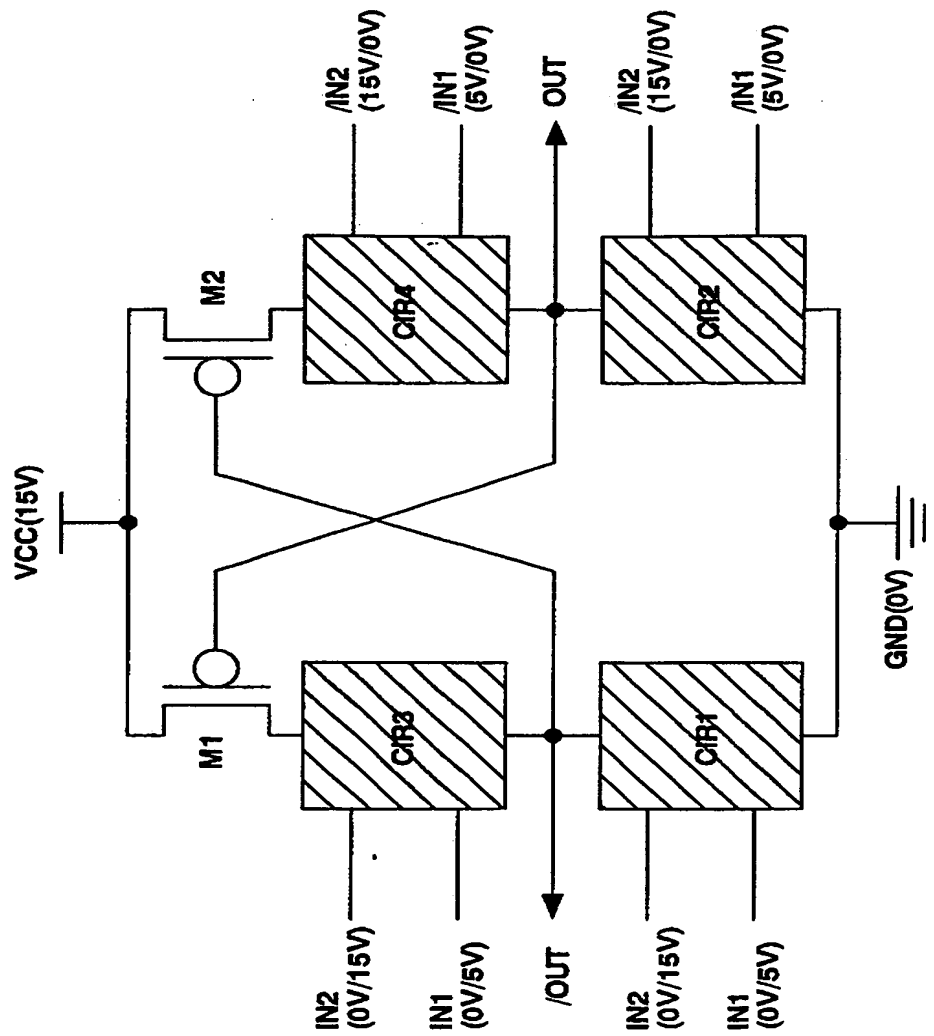 VCC(15V)
M1
M2
/IN2
(15V/0V)
/IN1
(5V/0V)
CIR3
CIR4
IN2
(0V/15V)
IN1
(0V/5V)
/OUT
OUT
CIR1
CIR2
IN2
(0V/15V)
IN1
(0V/5V)
/IN2
(15V/0V)
/IN1
(5V/0V)
GND(0V)